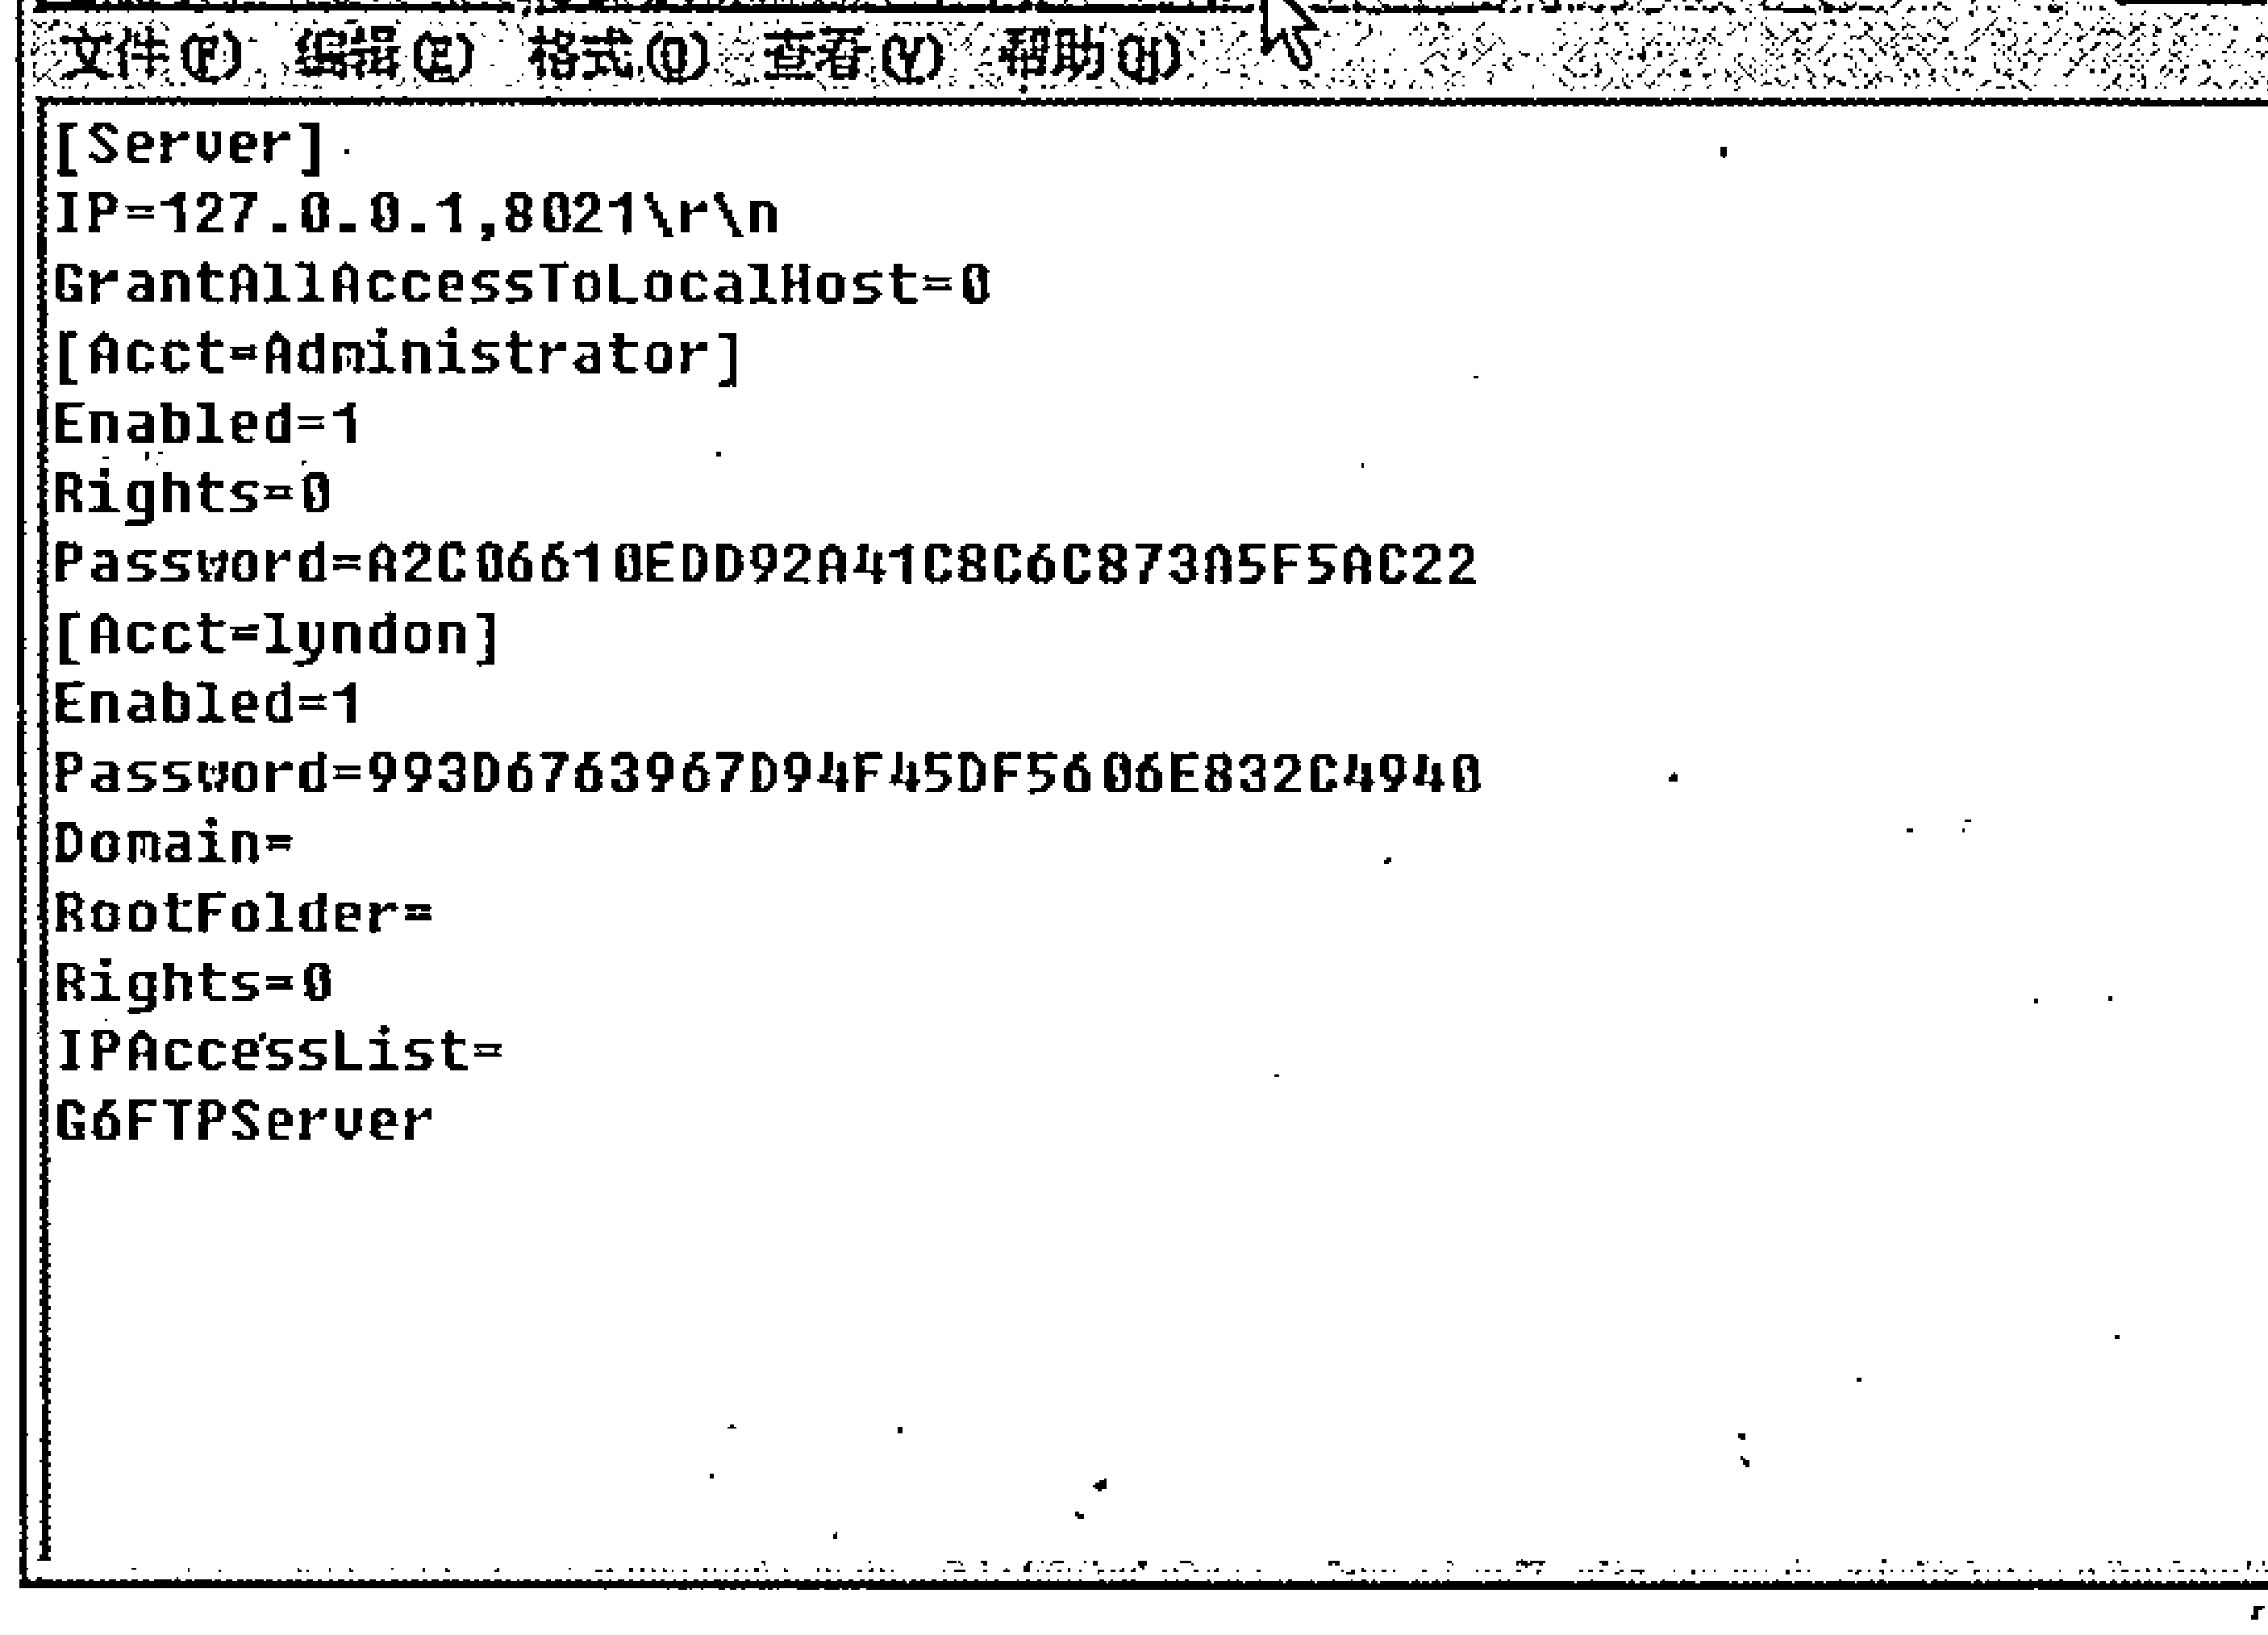 文件(F) 编辑(E) 格式(O) 查看(V) 帮助(H)
[Server]
IP=127.0.0.1,8021\r\n
GrantAllAccessToLocalHost=0
[Acct=Administrator]
Enabled=1
Rights=0
Password=A2C06610EDD92A41C8C6C873A5F5AC22
[Acct=lyndon]
Enabled=1
Password=993D6763967D94F45DF5606E832C4940
Domain=
RootFolder=
Rights=0
IPAccessList=
G6FTPServer